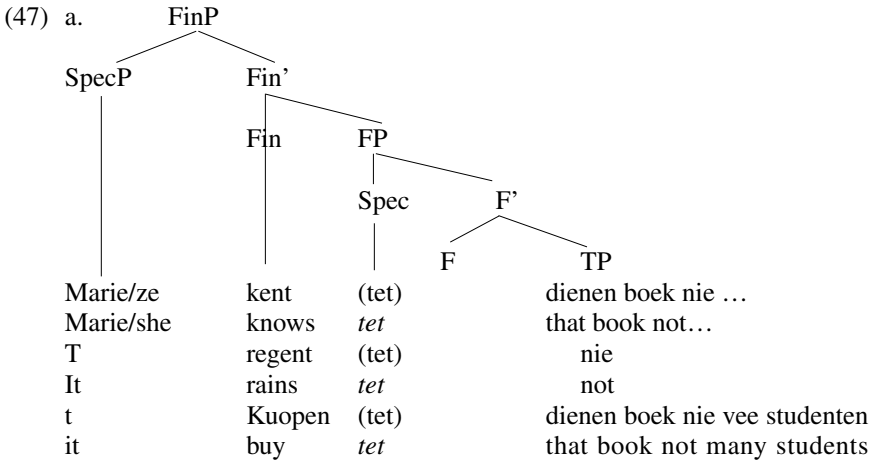 (47) a. FinP
SpecP Fin’
Fin FP
Spec F’
F TP
Marie/ze kent (tet) dienen boek nie …
Marie/she knows tet that book not…
T regent (tet) nie
It rains tet not
t Kuopen (tet) dienen boek nie vee studenten
it buy tet that book not many students